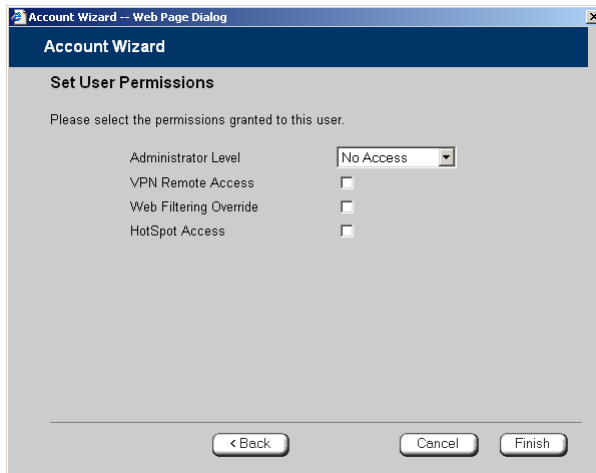 Account Wizard -- Web Page Dialog
Account Wizard
Set User Permissions
Please select the permissions granted to this user.
Administrator Level No Access
VPN Remote Access
Web Filtering Override
HotSpot Access
< Back Cancel Finish